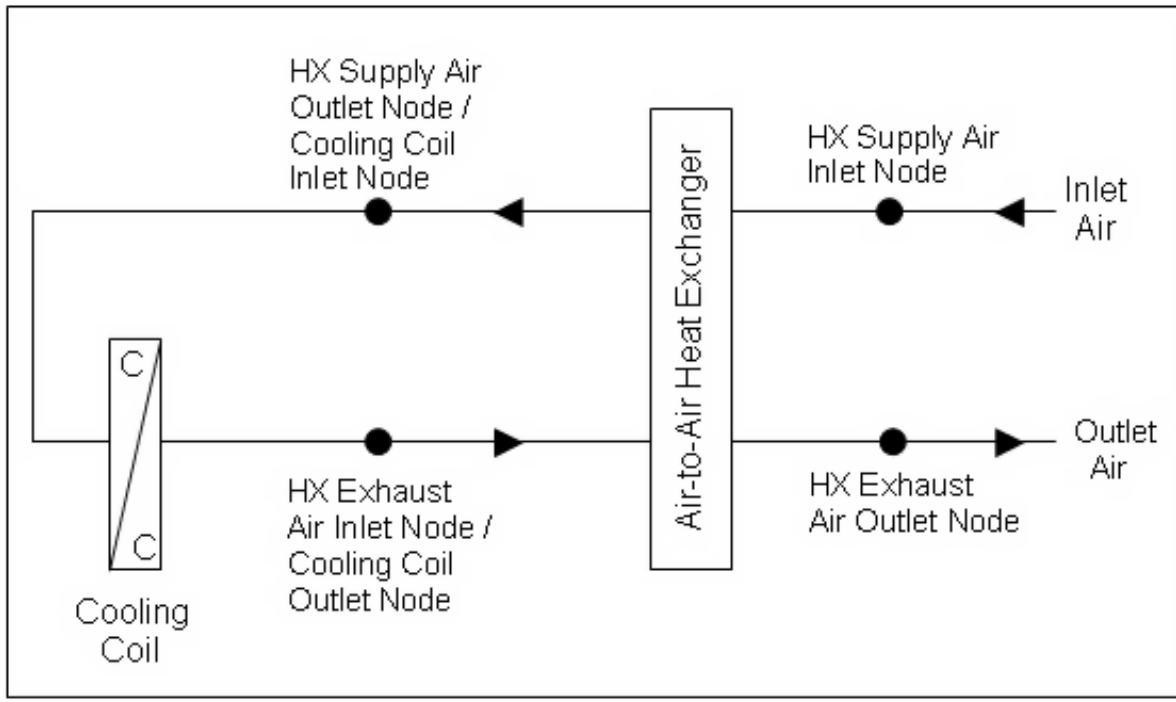 HX Supply Air
Outlet Node /
Cooling Coil
Inlet Node
HX Supply Air
Inlet Node
Inlet
Air
Air-to-Air Heat Exchanger
C
C
Cooling
Coil
HX Exhaust
Air Inlet Node /
Cooling Coil
Outlet Node
HX Exhaust
Air Outlet Node
Outlet
Air